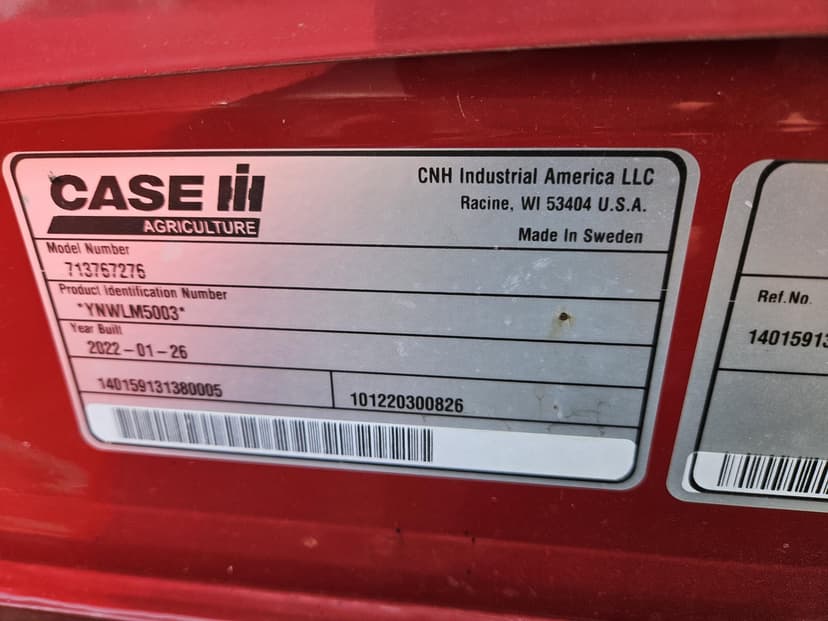 CASE IH
AGRICULTURE
CNH Industrial America LLC
Racine, WI 53404 U.S.A.
Made In Sweden
Model Number
713767276
Product Identification Number
*YNWLM5003*
Year Built
2022-01-26
140159131380005
101220300826
Ref.No.
1401591